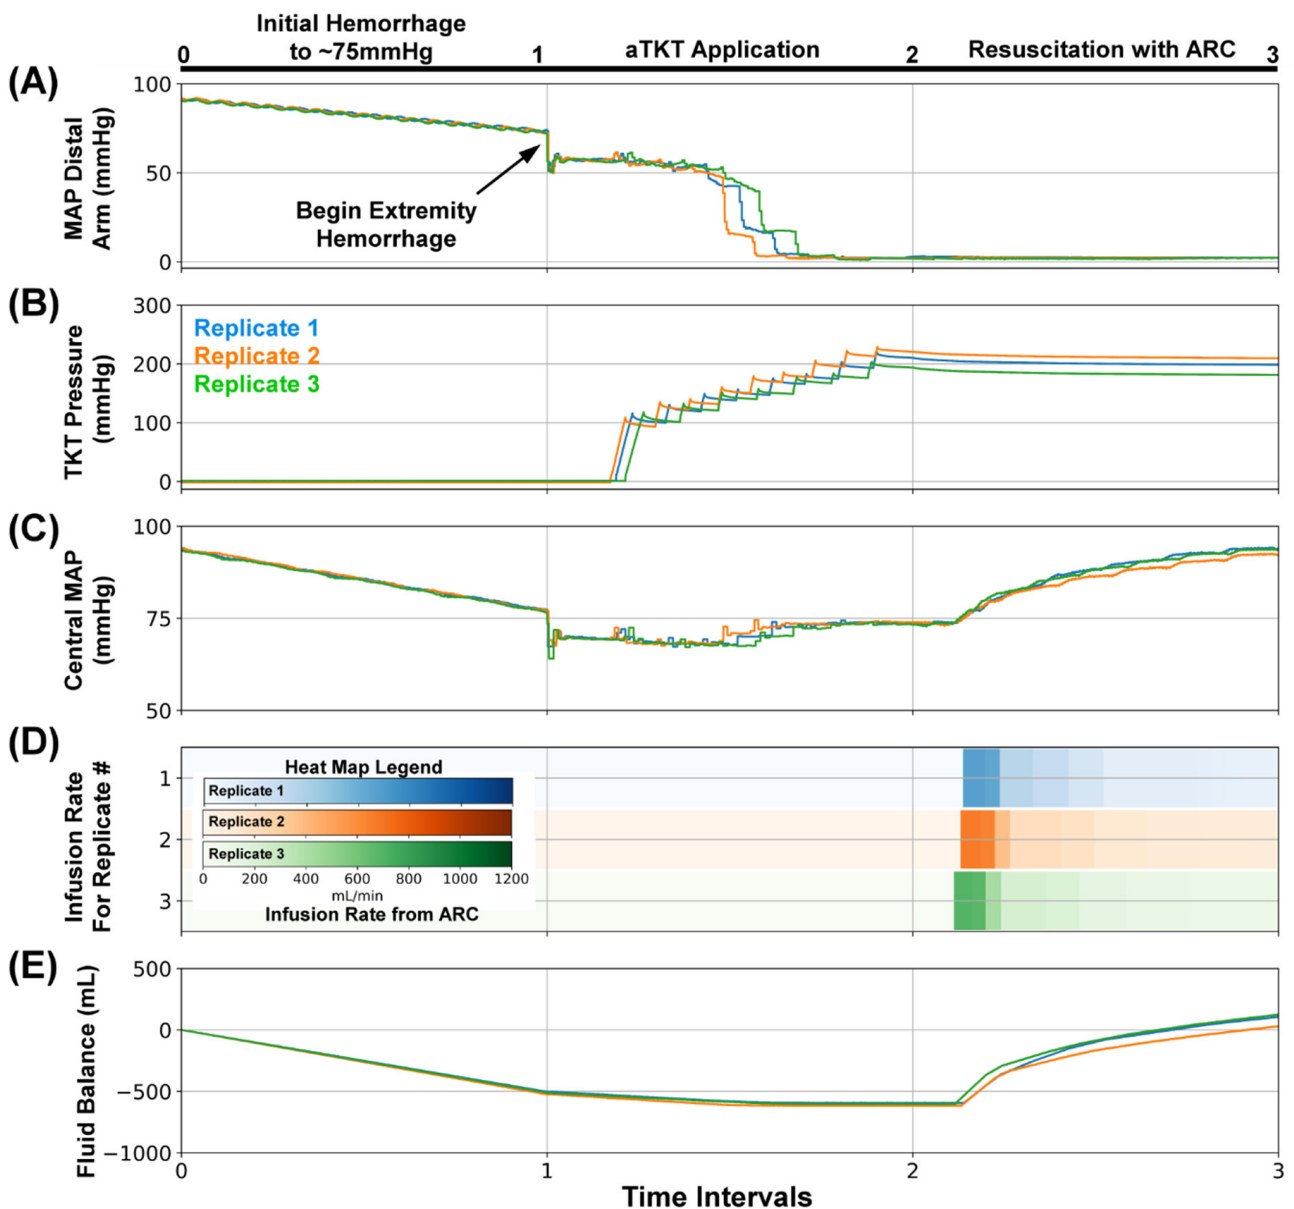 Initial Hemorrhage
0 to ~75mmHg 1 aTKT Application 2 Resuscitation with ARC 3
(A)
MAP Distal
Arm (mmHg)
100
50
0
Begin Extremity
Hemorrhage
(B)
TKT Pressure
(mmHg)
300
200
100
0
Replicate 1
Replicate 2
Replicate 3
(C)
Central MAP
(mmHg)
100
75
50
(D)
Infusion Rate
For Replicate #
1
2
3
Heat Map Legend
Replicate 1
Replicate 2
Replicate 3
0 200 400 600 800 1000 1200
mL/min
Infusion Rate from ARC
(E)
Fluid Balance (mL)
500
0
−500
−1000
0 1 2 3
Time Intervals